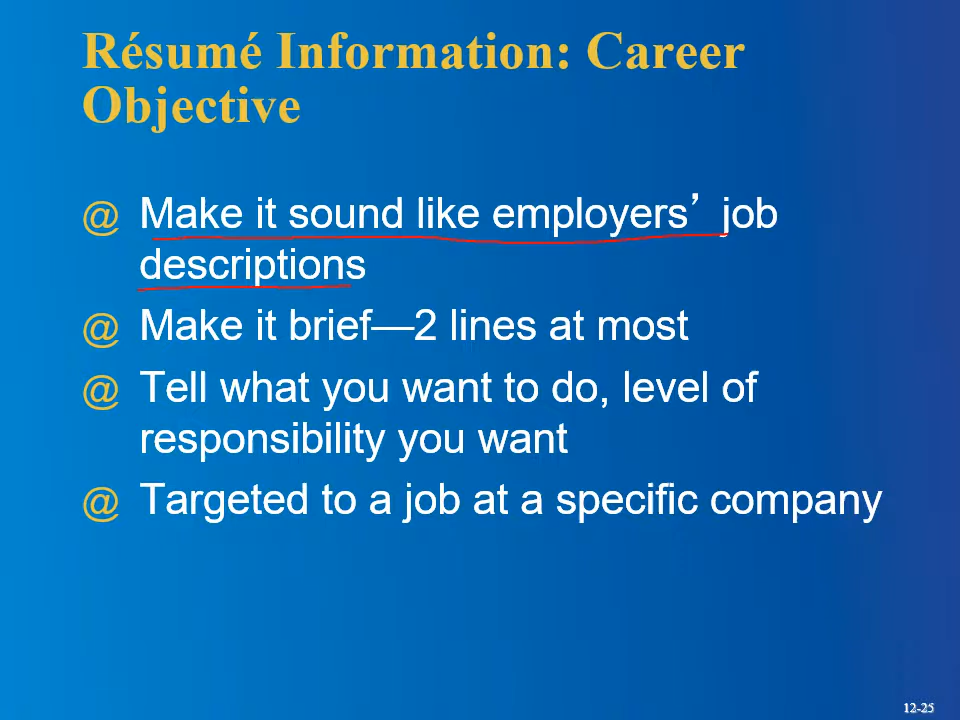 Résumé Information: Career
Objective
@ Make it sound like employers’ job
descriptions
@ Make it brief—2 lines at most
@ Tell what you want to do, level of
responsibility you want
@ Targeted to a job at a specific company
12-25